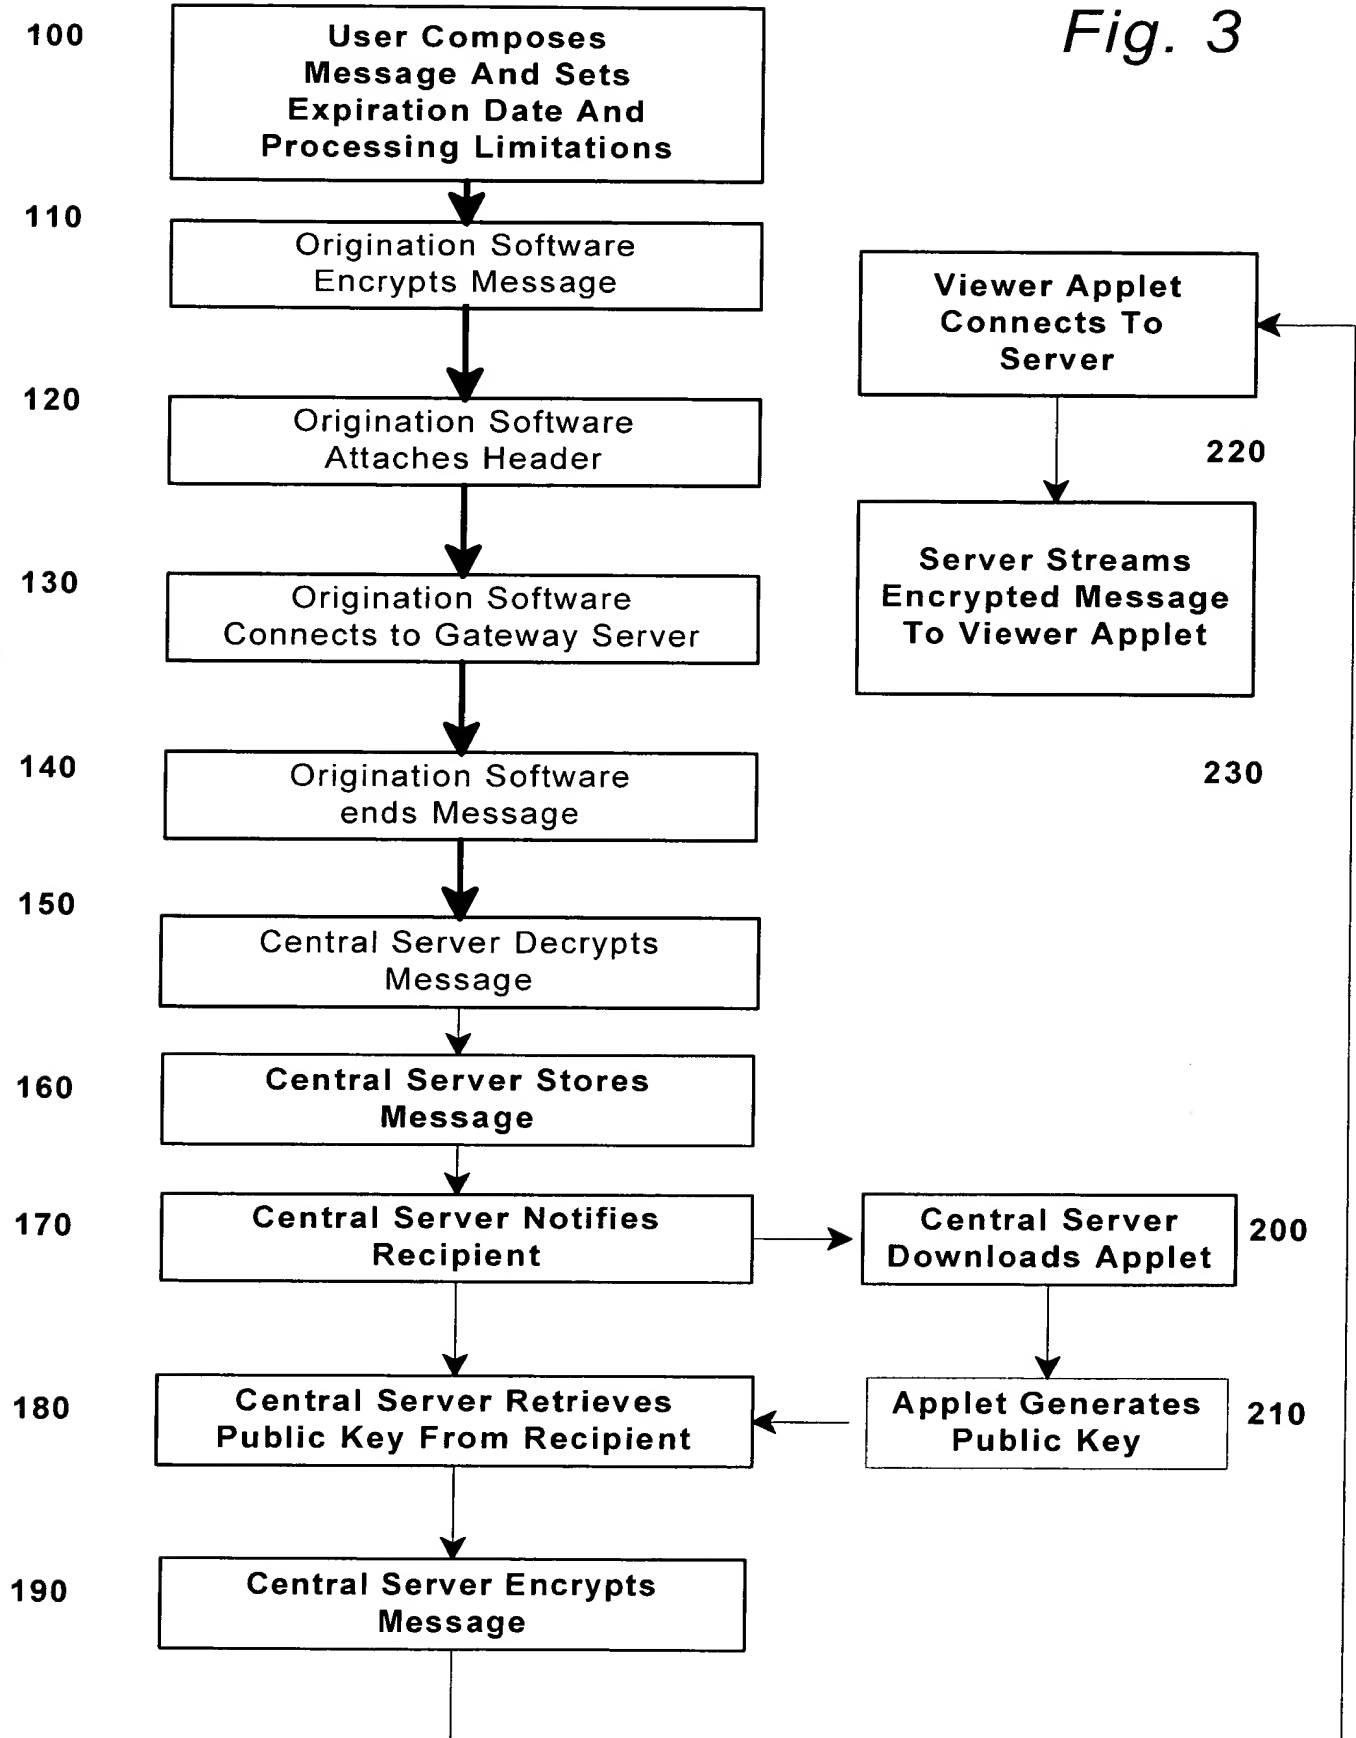 Fig. 3
100
User Composes
Message And Sets
Expiration Date And
Processing Limitations
110
Origination Software
Encrypts Message
120
Origination Software
Attaches Header
130
Origination Software
Connects to Gateway Server
140
Origination Software
ends Message
150
Central Server Decrypts
Message
160
Central Server Stores
Message
170
Central Server Notifies
Recipient
180
Central Server Retrieves
Public Key From Recipient
190
Central Server Encrypts
Message
Central Server
Downloads Applet
200
Applet Generates
Public Key
210
Viewer Applet
Connects To
Server
220
Server Streams
Encrypted Message
To Viewer Applet
230